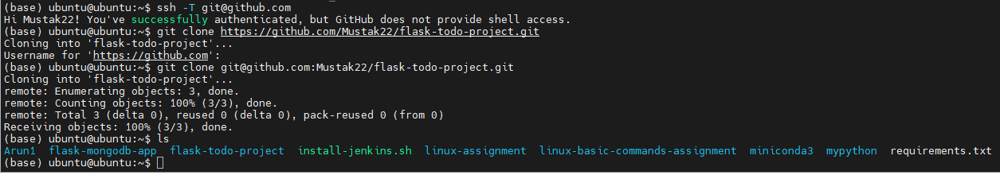 (base) ubuntu@ubuntu:~$ ssh -T git@github.com
Hi Mustak22! You've successfully authenticated, but GitHub does not provide shell access.
(base) ubuntu@ubuntu:~$ git clone https://github.com/Mustak22/flask-todo-project.git
Cloning into 'flask-todo-project'...
Username for 'https://github.com':
(base) ubuntu@ubuntu:~$ git clone git@github.com:Mustak22/flask-todo-project.git
Cloning into 'flask-todo-project'...
remote: Enumerating objects: 3, done.
remote: Counting objects: 100% (3/3), done.
remote: Total 3 (delta 0), reused 0 (delta 0), pack-reused 0 (from 0)
Receiving objects: 100% (3/3), done.
(base) ubuntu@ubuntu:~$ ls
Arun1  flask-mongodb-app  flask-todo-project  install-jenkins.sh  linux-assignment  linux-basic-commands-assignment  miniconda3  mypython  requirements.txt
(base) ubuntu@ubuntu:~$